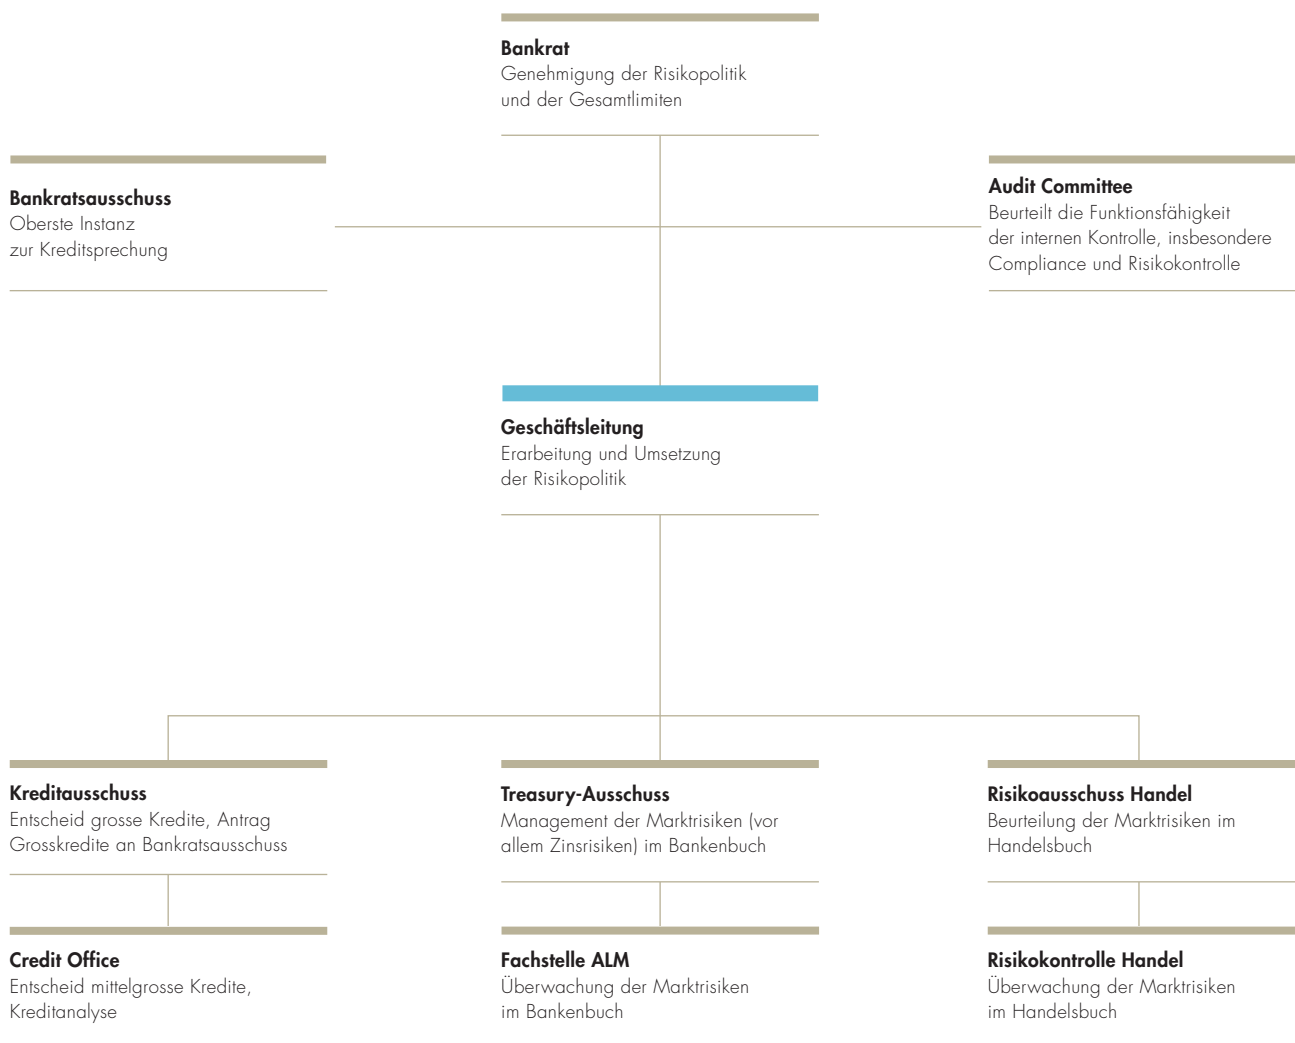 Bankrat
Genehmigung der Risikopolitik
und der Gesamtlimiten
Bankratsausschuss
Oberste Instanz
zur Kreditsprechung
Audit Committee
Beurteilt die Funktionsfähigkeit
der internen Kontrolle, insbesondere
Compliance und Risikokontrolle
Geschäftsleitung
Erarbeitung und Umsetzung
der Risikopolitik
Kreditausschuss
Entscheid grosse Kredite, Antrag
Grosskredite an Bankratsausschuss
Treasury-Ausschuss
Management der Marktrisiken (vor
allem Zinsrisiken) im Bankenbuch
Risikoausschuss Handel
Beurteilung der Marktrisiken im
Handelsbuch
Credit Office
Entscheid mittelgrosse Kredite,
Kreditanalyse
Fachstelle ALM
Überwachung der Marktrisiken
im Bankenbuch
Risikokontrolle Handel
Überwachung der Marktrisiken
im Handelsbuch